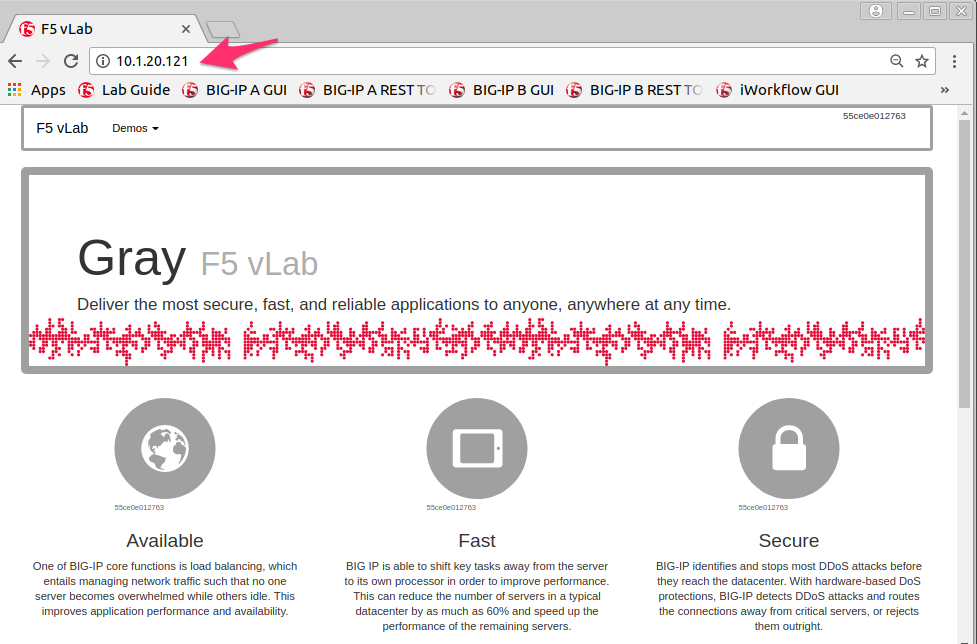 F5 vLab
10.1.20.121
Apps Lab Guide BIG-IP A GUI BIG-IP A REST TO BIG-IP B GUI BIG-IP B REST TO iWorkflow GUI »
55ce0e012763
F5 vLab Demos
Gray F5 vLab
Deliver the most secure, fast, and reliable applications to anyone, anywhere at any time.
55ce0e012763 55ce0e012763 55ce0e012763
Available
One of BIG-IP core functions is load balancing, which
entails managing network traffic such that no one
server becomes overwhelmed while others idle. This
improves application performance and availability.
Fast
BIG IP is able to shift key tasks away from the server
to its own processor in order to improve performance.
This can reduce the number of servers in a typical
datacenter by as much as 60% and speed up the
performance of the remaining servers.
Secure
BIG-IP identifies and stops most DDoS attacks before
they reach the datacenter. With hardware-based DoS
protections, BIG-IP detects DDoS attacks and routes
the connections away from critical servers, or rejects
them outright.